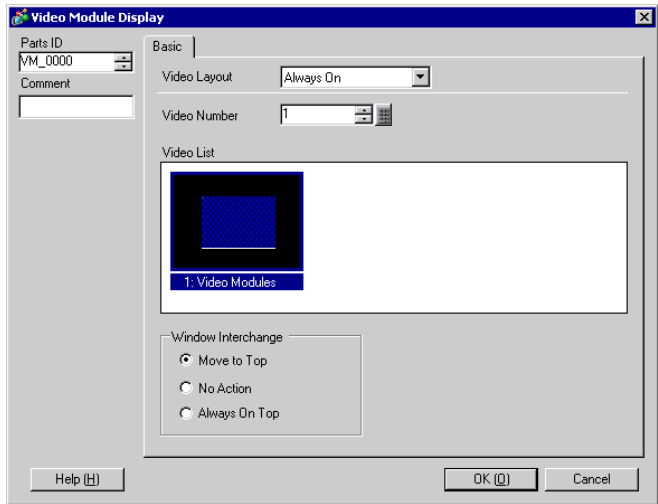 Video Module Display
Parts ID
VM_0000
Comment
Basic
Video Layout
Always On
Video Number
1
Video List
1: Video Modules
Window Interchange
Move to Top
No Action
Always On Top
Help (H)
OK (O)
Cancel